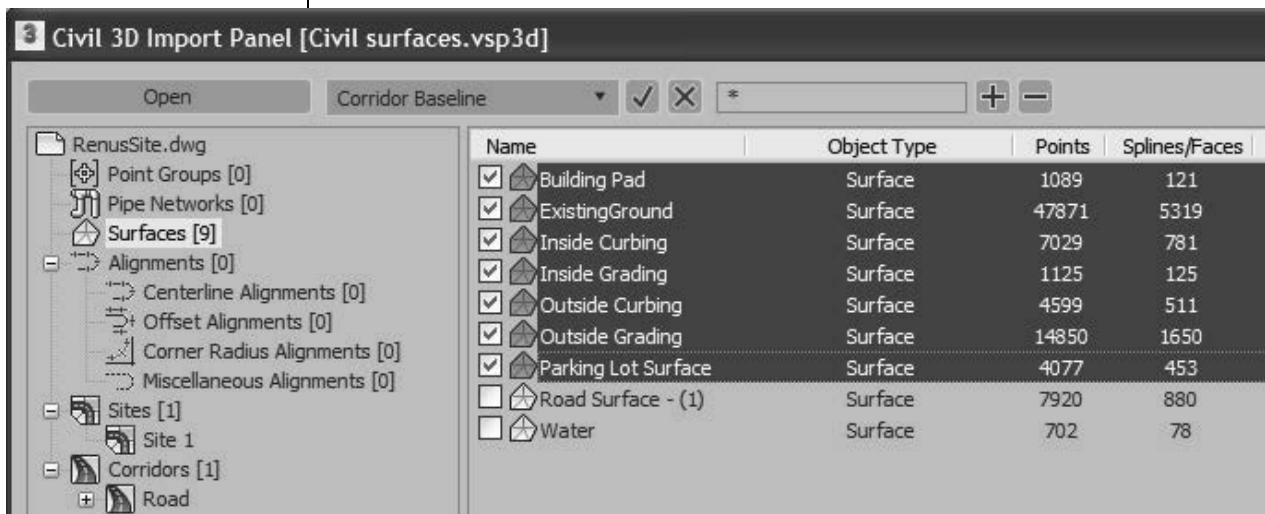 Civil 3D Import Panel [Civil surfaces.vsp3d]
Open Corridor Baseline *
RenusSite.dwg
Point Groups [0]
Pipe Networks [0]
Surfaces [9]
Alignments [0]
Centerline Alignments [0]
Offset Alignments [0]
Corner Radius Alignments [0]
Miscellaneous Alignments [0]
Sites [1]
Site 1
Corridors [1]
Road
Name Object Type Points Splines/Faces
Building Pad Surface 1089 121
ExistingGround Surface 47871 5319
Inside Curbing Surface 7029 781
Inside Grading Surface 1125 125
Outside Curbing Surface 4599 511
Outside Grading Surface 14850 1650
Parking Lot Surface Surface 4077 453
Road Surface - (1) Surface 7920 880
Water Surface 702 78